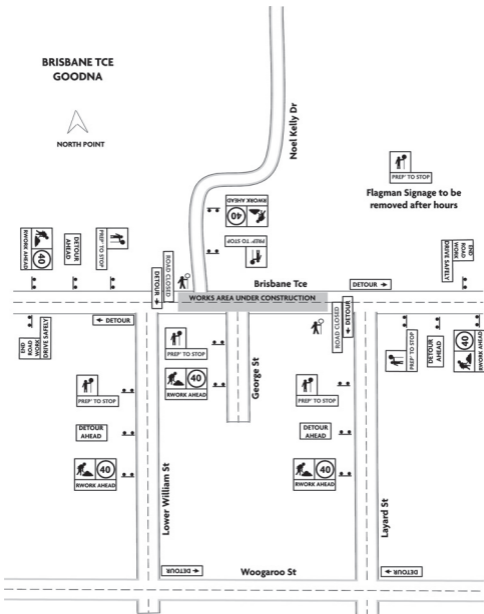 BRISBANE TCE
GOODNA
NORTH POINT
Noel Kelly Dr
PREP' TO STOP
Flagman Signage to be
removed after hours
40
RWORK AHEAD
DETOUR
AHEAD
PREP' TO STOP
40
RWORK AHEAD
PREP' TO STOP
END
ROAD
WORK
DRIVE SAFELY
ROAD CLOSED
DETOUR
Brisbane Tce
DETOUR
WORKS AREA UNDER CONSTRUCTION
END
ROAD
WORK
DRIVE SAFELY
DETOUR
ROAD CLOSED
DETOUR
PREP' TO STOP
DETOUR
AHEAD
40
RWORK AHEAD
PREP' TO STOP
40
RWORK AHEAD
George St
PREP' TO STOP
DETOUR
AHEAD
40
RWORK AHEAD
Lower William St
PREP' TO STOP
DETOUR
AHEAD
40
RWORK AHEAD
Layard St
DETOUR
Woogaroo St
DETOUR